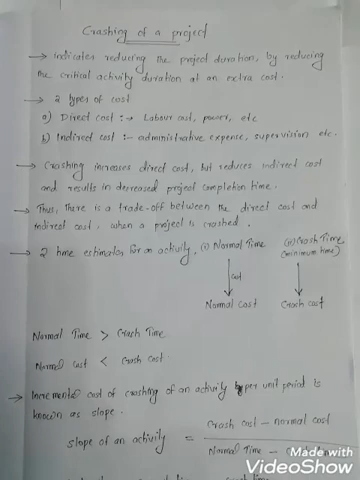 Crashing of a project
→ Indicates reducing the project duration, by reducing
the critical activity duration at an extra cost.
→ 2 types of cost
a) Direct cost :→ Labour cost, power, etc
b) Indirect cost :- administrative expense, supervision etc.
→ Crashing increases direct cost, but reduces indirect cost
and results in decreased project completion time.
→ Thus, there is a trade-off between the direct cost and
indirect cost, when a project is crashed.
→ 2 time estimates for an activity, (i) Normal Time (ii) Crash Time
(minimum time)
cost
Normal Cost Crash cost
Normal Time > Crash Time
Normal cost < Crash cost.
→ Incremental cost of crashing of an activity per unit period is
known as slope.
slope of an activity = Crash cost - normal cost
Normal Time -
Made with
VideoShow